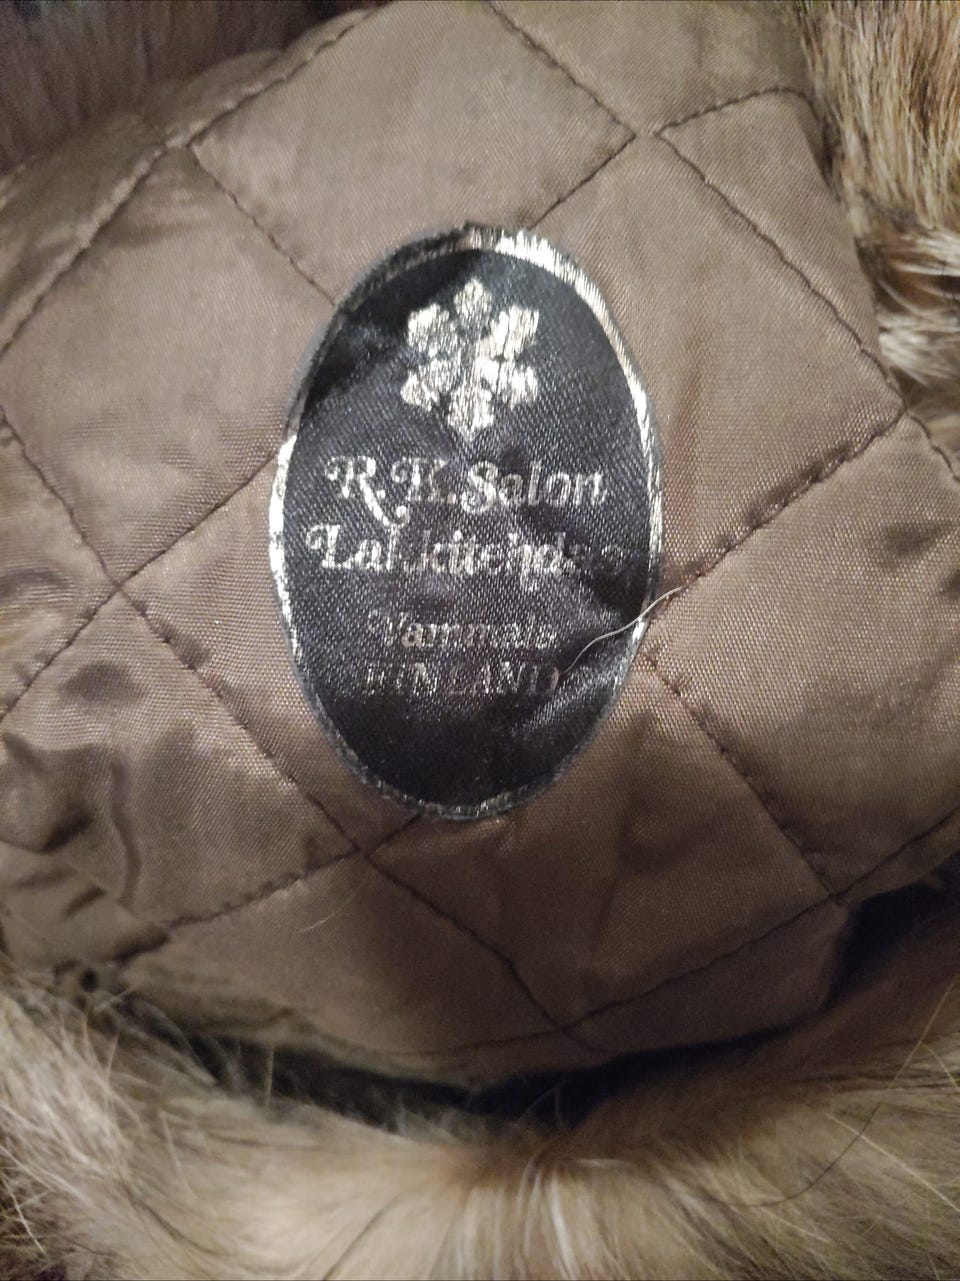 R.K. Salon
Lakkitehdas
Vammala
FINLAND